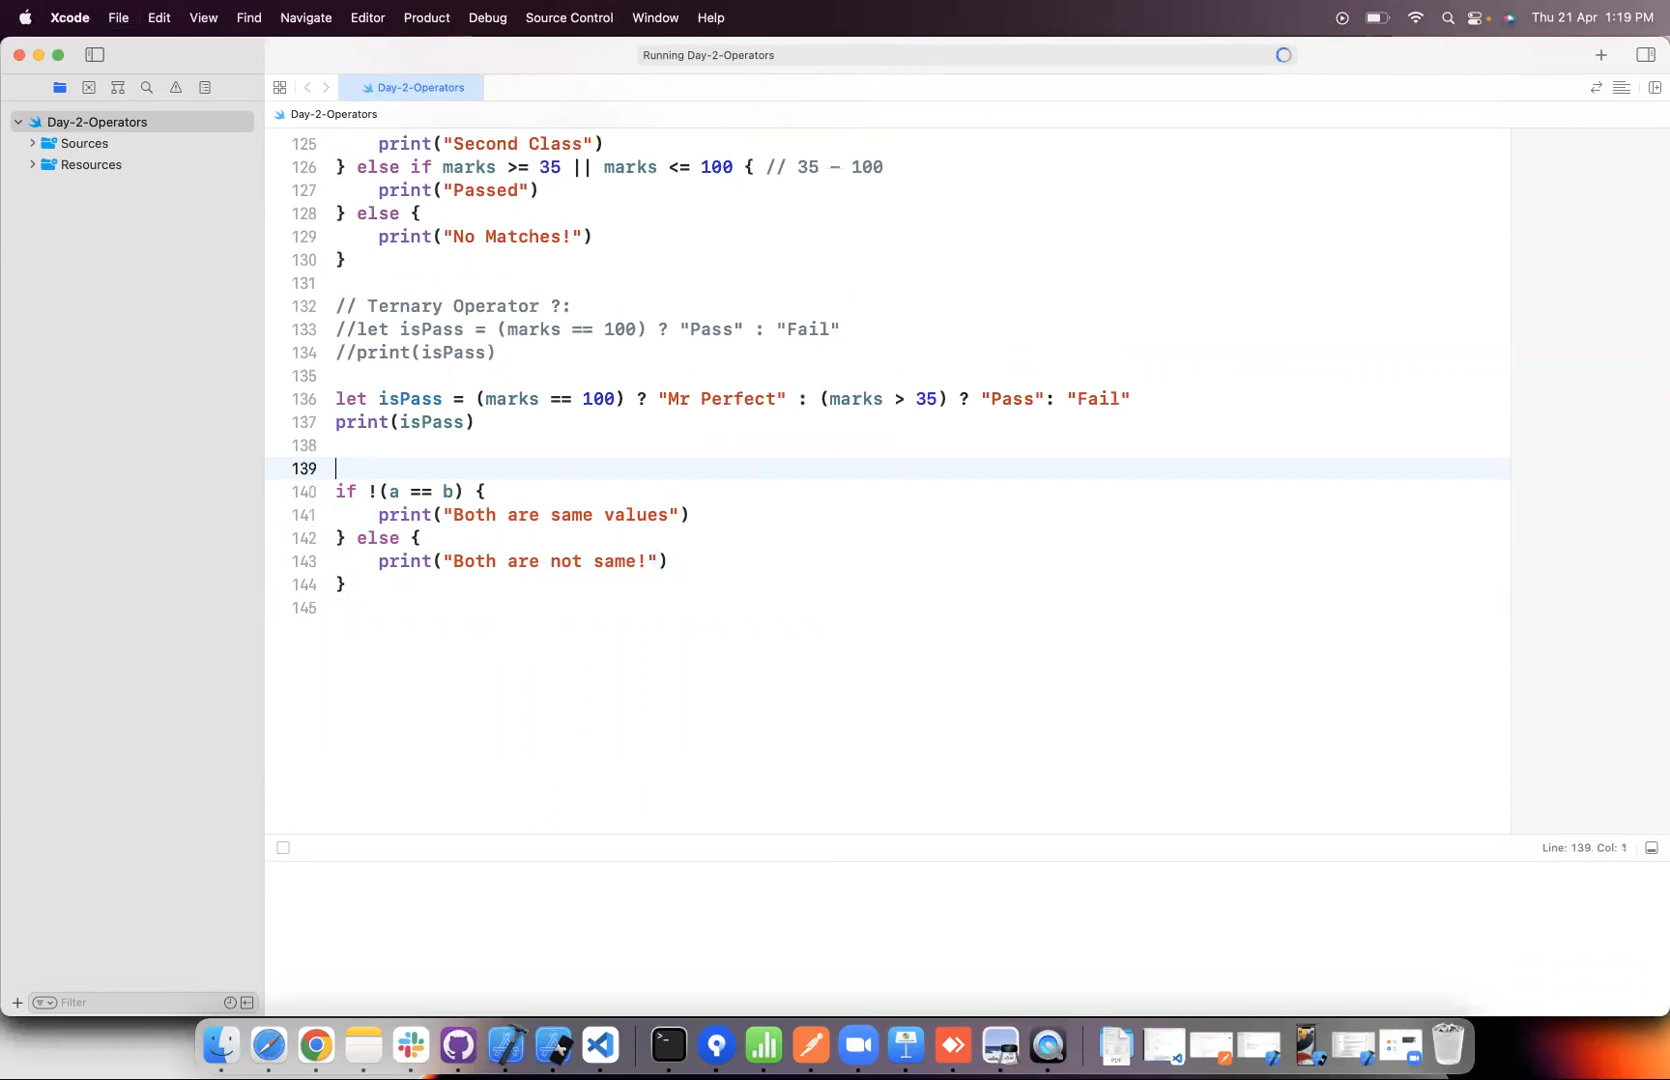 Xcode File Edit View Find Navigate Editor Product Debug Source Control Window Help Thu 21 Apr 1:19 PM
Running Day-2-Operators
Day-2-Operators
Day-2-Operators
Day-2-Operators
Sources
Resources
125 print("Second Class")
126 } else if marks >= 35 || marks <= 100 { // 35 - 100
127 print("Passed")
128 } else {
129 print("No Matches!")
130 }
131
132 // Ternary Operator ?:
133 //let isPass = (marks == 100) ? "Pass" : "Fail"
134 //print(isPass)
135
136 let isPass = (marks == 100) ? "Mr Perfect" : (marks > 35) ? "Pass": "Fail"
137 print(isPass)
138
139
140 if !(a == b) {
141 print("Both are same values")
142 } else {
143 print("Both are not same!")
144 }
145
Line: 139 Col: 1
Filter